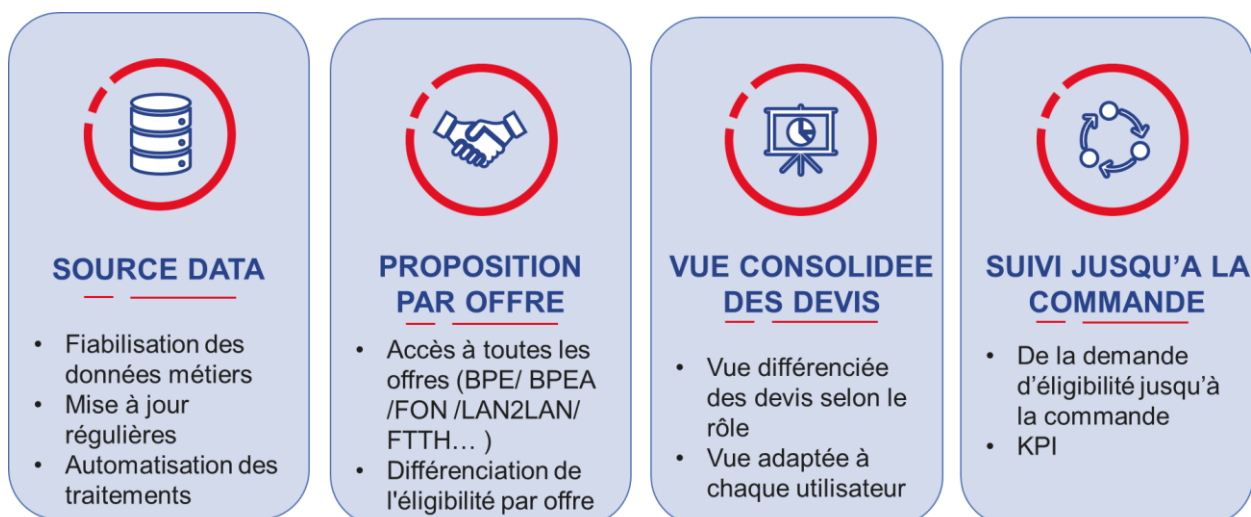 SOURCE DATA
• Fiabilisation des
données métiers
• Mise à jour
régulières
• Automatisation des
traitements
PROPOSITION
PAR OFFRE
• Accès à toutes les
offres (BPE/ BPEA
/FON /LAN2LAN/
FTTH… )
• Différenciation de
l'éligibilité par offre
VUE CONSOLIDEE
DES DEVIS
• Vue différenciée
des devis selon le
rôle
• Vue adaptée à
chaque utilisateur
SUIVI JUSQU’A LA
COMMANDE
• De la demande
d’éligibilité jusqu’à
la commande
• KPI